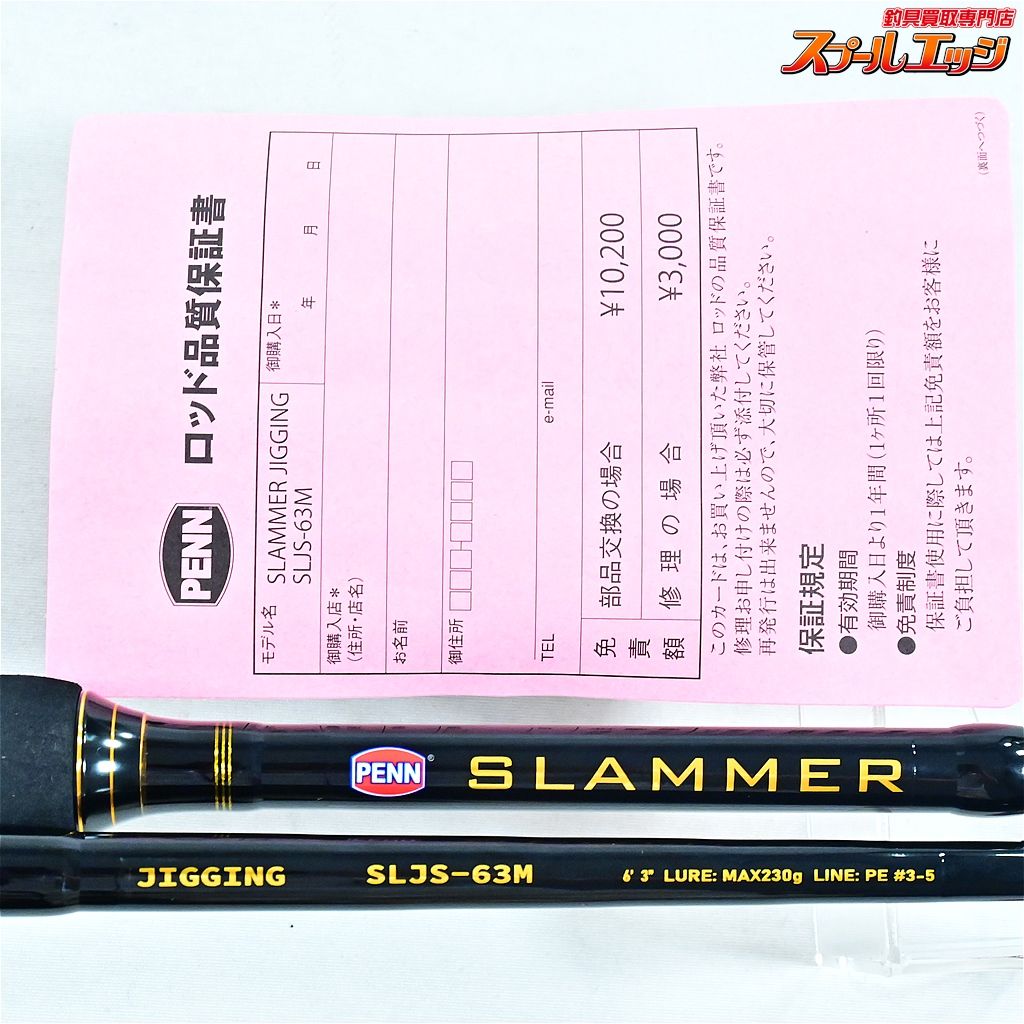 釣具買取専門店
スプールエッジ
PENN ロッド品質保証書
モデル名 SLAMMER JIGGING
SLJS-63M
御購入日＊ 年 月 日
御購入店＊
（住所・店名）
お名前
御住所
TEL e-mail
免責額
部品交換の場合 ¥10,200
修理の場合 ¥3,000
このカードは、お買い上げ頂いた弊社 ロッドの品質保証書です。
修理お申し付けの際は必ず添付してください。
再発行は出来ませんので、大切に保管してください。
保証規定
●有効期間
御購入日より1年間（1ヶ所1回限り）
●免責制度
保証書使用に際しては上記免責額をお客様に
ご負担して頂きます。
（裏面へつづく）
PENN® SLAMMER
JIGGING SLJS-63M 6' 3" LURE: MAX230g LINE: PE #3-5